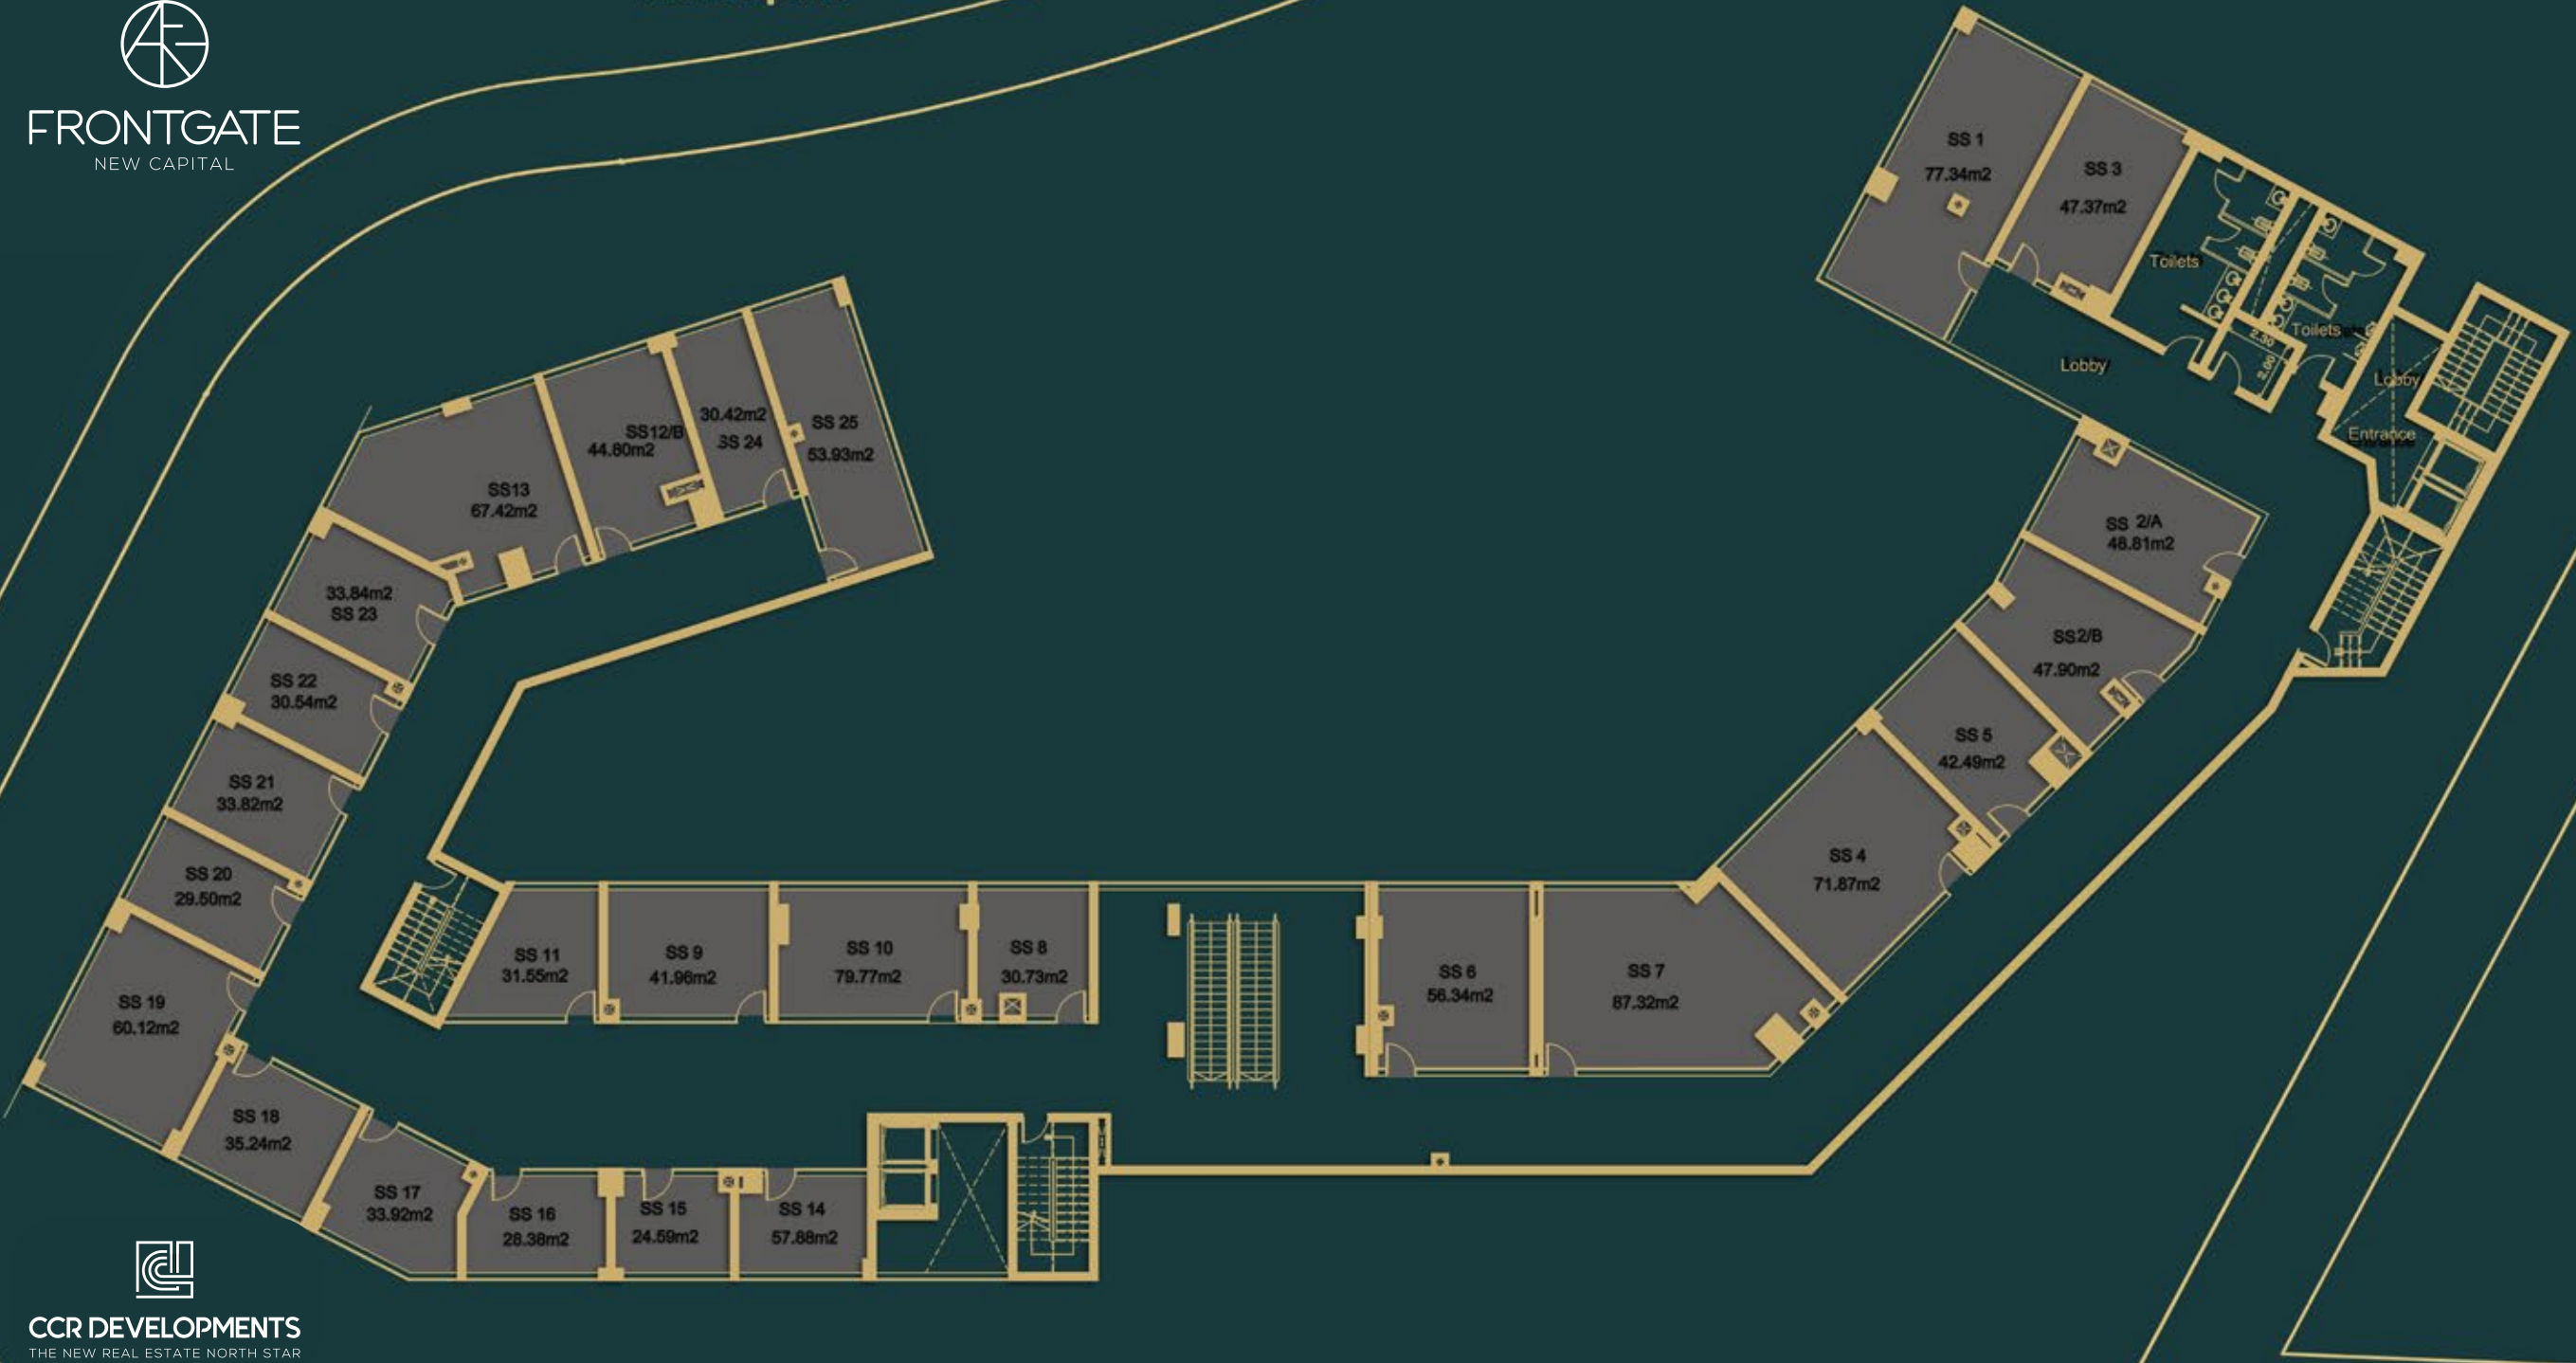 FRONTGATE
NEW CAPITAL
SS 1
77.34m2
SS 3
47.37m2
Toilets
Toilets
2.30
2.00
Lobby
Lobby
Entrance
SS 2/A
48.81m2
SS2/B
47.90m2
SS 5
42.49m2
SS 4
71.87m2
SS 7
87.32m2
SS 6
56.34m2
SS 8
30.73m2
SS 10
79.77m2
SS 9
41.96m2
SS 11
31.55m2
SS 25
53.93m2
30.42m2
SS 24
SS12/B
44.80m2
SS13
67.42m2
33.84m2
SS 23
SS 22
30.54m2
SS 21
33.82m2
SS 20
29.50m2
SS 19
60.12m2
SS 18
35.24m2
SS 17
33.92m2
SS 16
28.38m2
SS 15
24.59m2
SS 14
57.88m2
CCR DEVELOPMENTS
THE NEW REAL ESTATE NORTH STAR